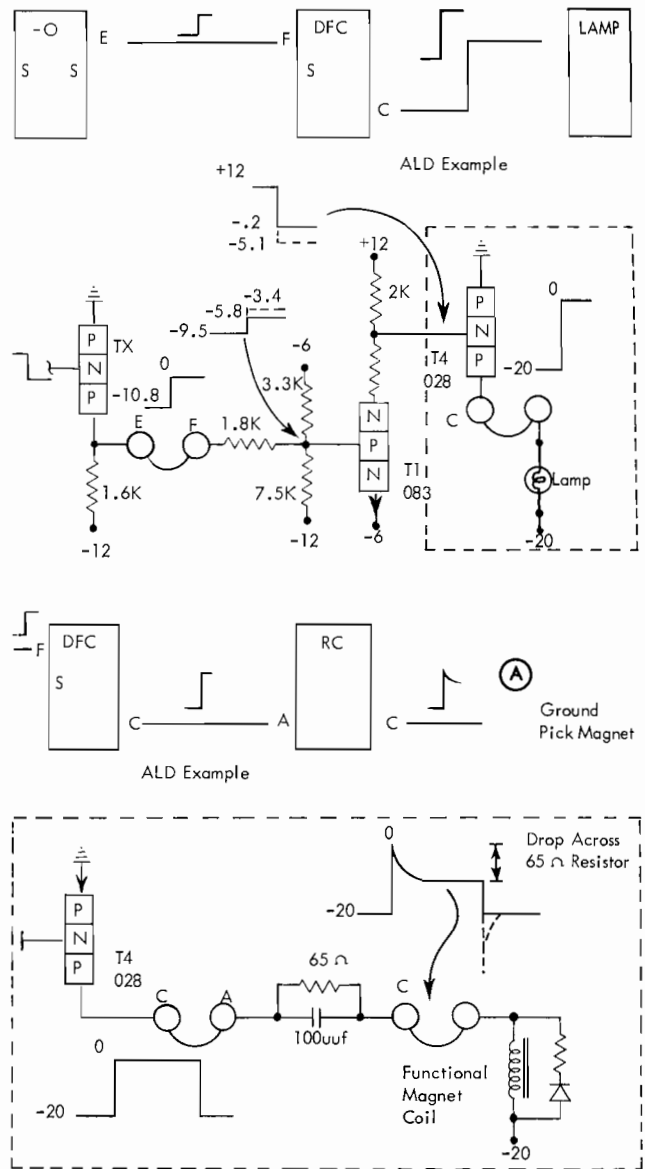 -O E F DFC LAMP
S S S
C
ALD Example
+12
-.2
-5.1
+12
-3.4
-5.8
-9.5
2K
0
P
N
P
TX
-10.8
0
-6
3.3K
P
N
P
T4
028
-20
E F 1.8K
C
N
P
N
T1
083
1.6K
7.5K
Lamp
-12
-12
-6
-20
F DFC RC A
S
C A C
Ground
Pick Magnet
ALD Example
0
Drop Across
65 Ω Resistor
-20
P
N
P
T4
028
65 Ω
C A C
100uuf
0
-20
Functional
Magnet
Coil
-20